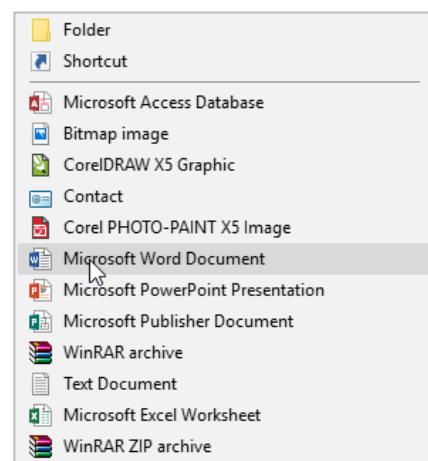 Folder
Shortcut
Microsoft Access Database
Bitmap image
CorelDRAW X5 Graphic
Contact
Corel PHOTO-PAINT X5 Image
Microsoft Word Document
Microsoft PowerPoint Presentation
Microsoft Publisher Document
WinRAR archive
Text Document
Microsoft Excel Worksheet
WinRAR ZIP archive